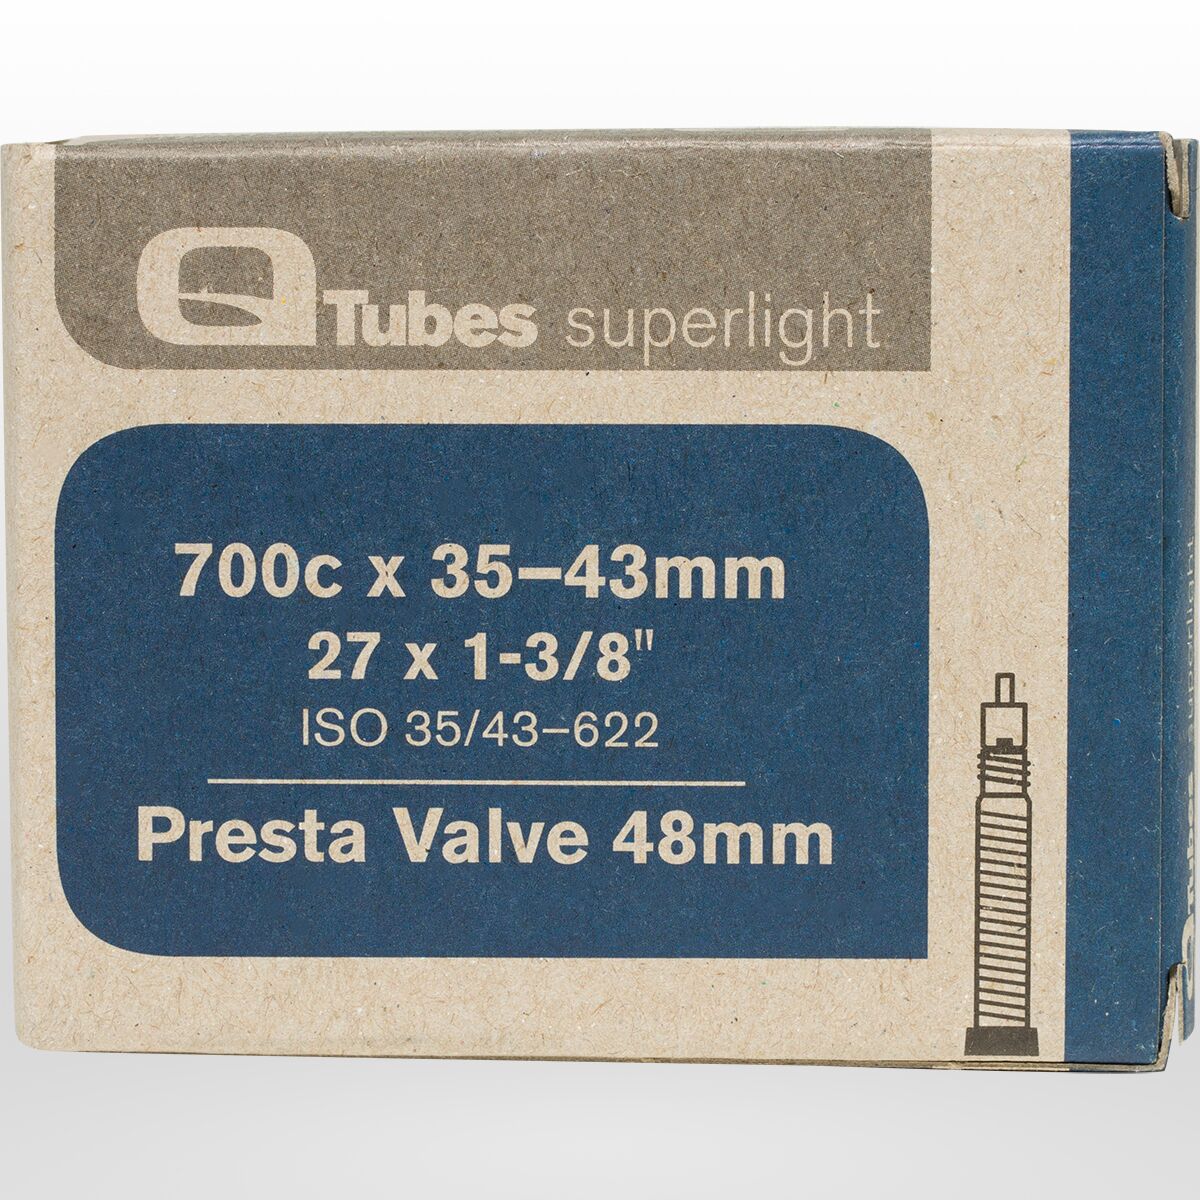 Q Tubes superlight
700c x 35–43mm
27 x 1-3/8"
ISO 35/43–622
Presta Valve 48mm